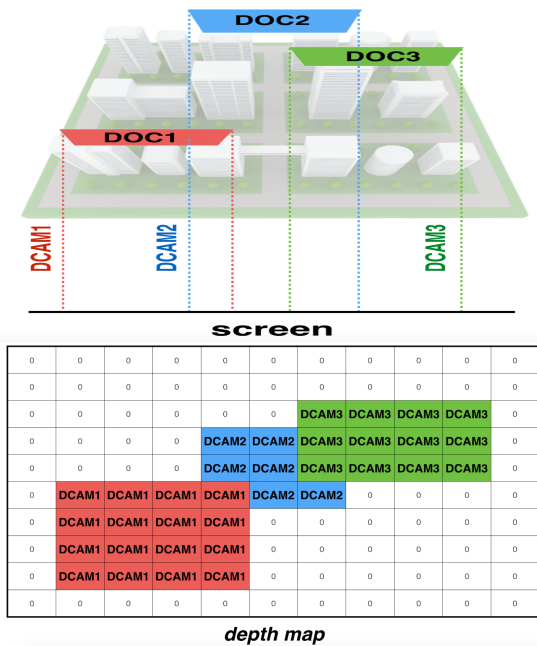 DOC2
DOC3
DOC1
DCAM1
DCAM2
DCAM3
screen
0 0 0 0 0 0 0 0 0 0 0
0 0 0 0 0 0 0 0 0 0 0
0 0 0 0 0 0 DCAM3 DCAM3 DCAM3 DCAM3 0
0 0 0 0 DCAM2 DCAM2 DCAM3 DCAM3 DCAM3 DCAM3 0
0 0 0 0 DCAM2 DCAM2 DCAM3 DCAM3 DCAM3 DCAM3 0
0 DCAM1 DCAM1 DCAM1 DCAM1 DCAM2 DCAM2 0 0 0 0
0 DCAM1 DCAM1 DCAM1 DCAM1 0 0 0 0 0 0
0 DCAM1 DCAM1 DCAM1 DCAM1 0 0 0 0 0 0
0 DCAM1 DCAM1 DCAM1 DCAM1 0 0 0 0 0 0
0 0 0 0 0 0 0 0 0 0 0
depth map